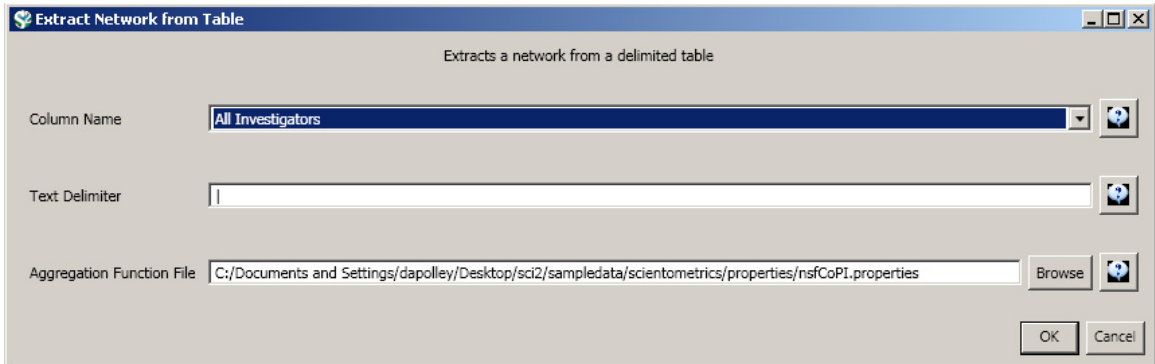 Extract Network from Table
Extracts a network from a delimited table
Column Name All Investigators
Text Delimiter |
Aggregation Function File C:/Documents and Settings/dapolley/Desktop/sci2/sampledata/scientometrics/properties/nsfCoPI.properties Browse
OK Cancel